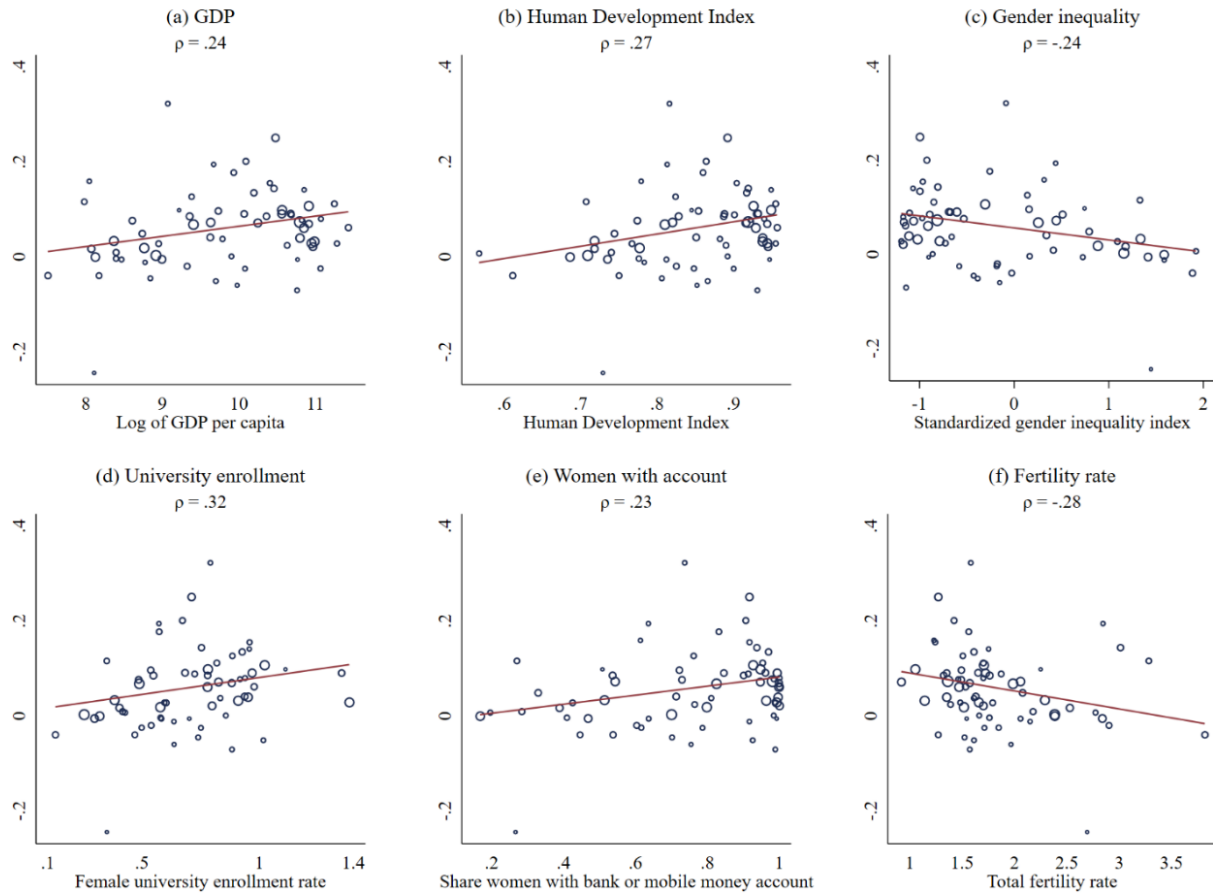 (a) GDP
ρ = .24
.4
.2
0
-.2
8 9 10 11
Log of GDP per capita
(b) Human Development Index
ρ = .27
.4
.2
0
-.2
.6 .7 .8 .9
Human Development Index
(c) Gender inequality
ρ = -.24
.4
.2
0
-.2
-1 0 1 2
Standardized gender inequality index
(d) University enrollment
ρ = .32
.4
.2
0
-.2
.1 .5 1 1.4
Female university enrollment rate
(e) Women with account
ρ = .23
.4
.2
0
-.2
.2 .4 .6 .8 1
Share women with bank or mobile money account
(f) Fertility rate
ρ = -.28
.4
.2
0
-.2
1 1.5 2 2.5 3 3.5
Total fertility rate